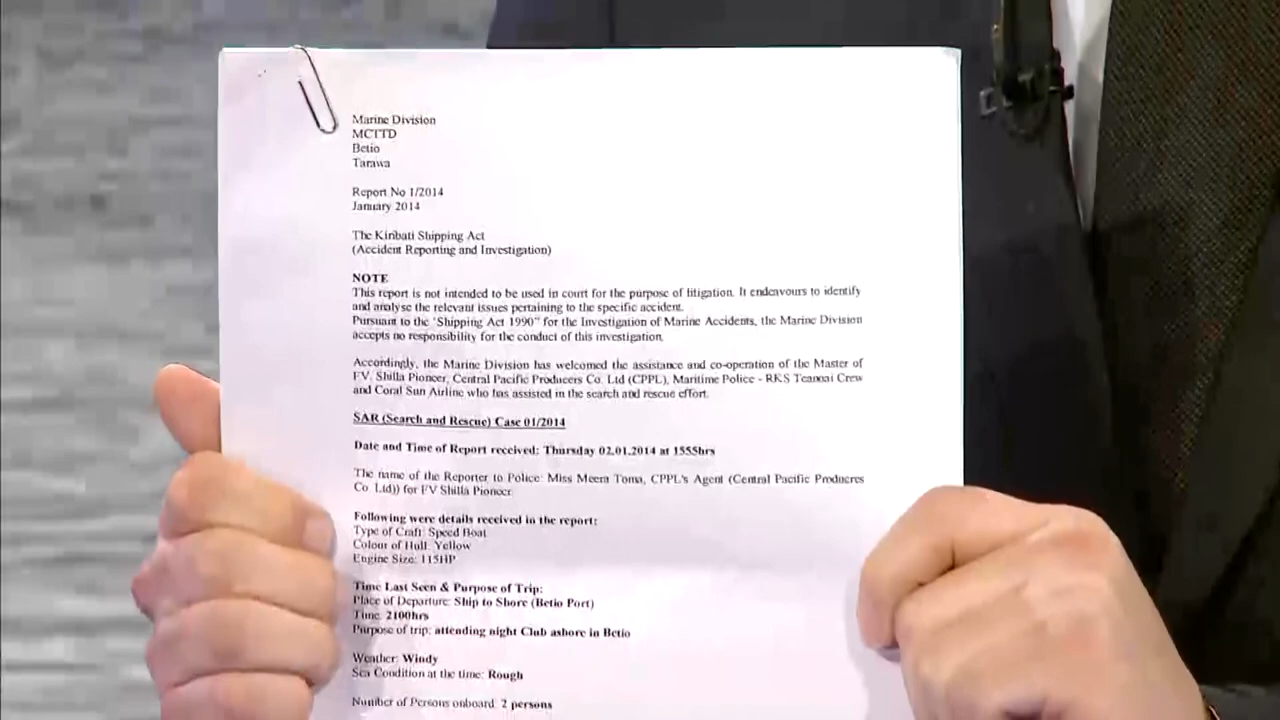 Marine Division
MCTTD
Betio
Tarawa
Report No 1/2014
January 2014
The Kiribati Shipping Act
(Accident Reporting and Investigation)
NOTE
This report is not intended to be used in court for the purpose of litigation. It endeavours to identify
and analyse the relevant issues pertaining to the specific accident.
Pursuant to the "Shipping Act 1990" for the Investigation of Marine Accidents, the Marine Division
accepts no responsibility for the conduct of this investigation.
Accordingly, the Marine Division has welcomed the assistance and co-operation of the Master of
FV. Shilla Pioneer, Central Pacific Producers Co. Ltd (CPPL), Maritime Police - RKS Teanoai Crew
and Coral Sun Airline who has assisted in the search and rescue effort.
SAR (Search and Rescue) Case 01/2014
Date and Time of Report received: Thursday 02.01.2014 at 1555hrs
The name of the Reporter to Police: Miss Meera Toma, CPPL's Agent (Central Pacific Producres
Co. Ltd)) for FV Shilla Pioneer
Following were details received in the report:
Type of Craft: Speed Boat
Colour of Hull: Yellow
Engine Size: 115HP
Time Last Seen & Purpose of Trip:
Place of Departure: Ship to Shore (Betio Port)
Time: 2100hrs
Purpose of trip: attending night Club ashore in Betio
Weather: Windy
Sea Condition at the time: Rough
Number of Persons onboard: 2 persons